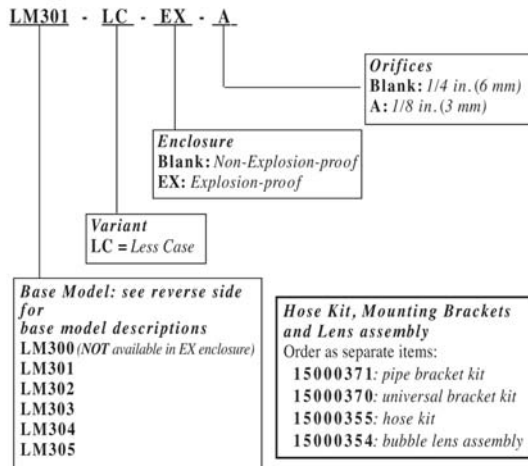 LM301 - LC - EX - A
Orifices
Blank: 1/4 in. (6 mm)
A: 1/8 in. (3 mm)
Enclosure
Blank: Non-Explosion-proof
EX: Explosion-proof
Variant
LC = Less Case
Base Model: see reverse side
for
base model descriptions
LM300 (NOT available in EX enclosure)
LM301
LM302
LM303
LM304
LM305
Hose Kit, Mounting Brackets
and Lens assembly
Order as separate items:
15000371: pipe bracket kit
15000370: universal bracket kit
15000355: hose kit
15000354: bubble lens assembly